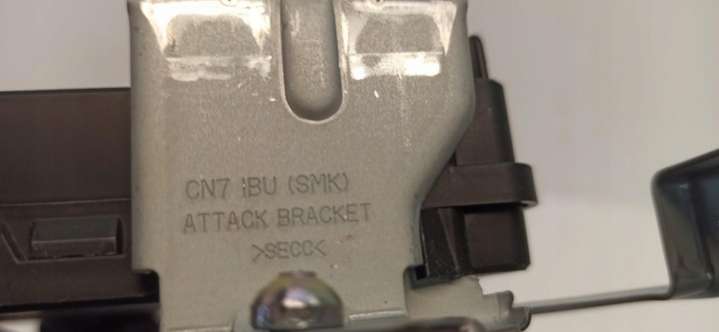 CN7 IBU (SMK)
ATTACK BRACKET
>SECC<